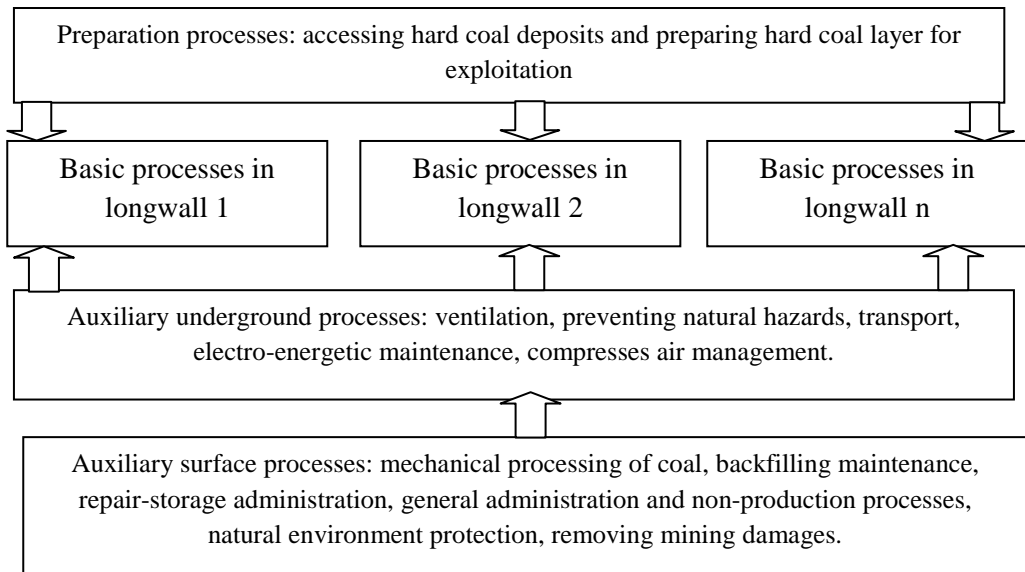 Preparation processes: accessing hard coal deposits and preparing hard coal layer for
exploitation
Basic processes in
longwall 1
Basic processes in
longwall 2
Basic processes in
longwall n
Auxiliary underground processes: ventilation, preventing natural hazards, transport,
electro-energetic maintenance, compresses air management.
Auxiliary surface processes: mechanical processing of coal, backfilling maintenance,
repair-storage administration, general administration and non-production processes,
natural environment protection, removing mining damages.